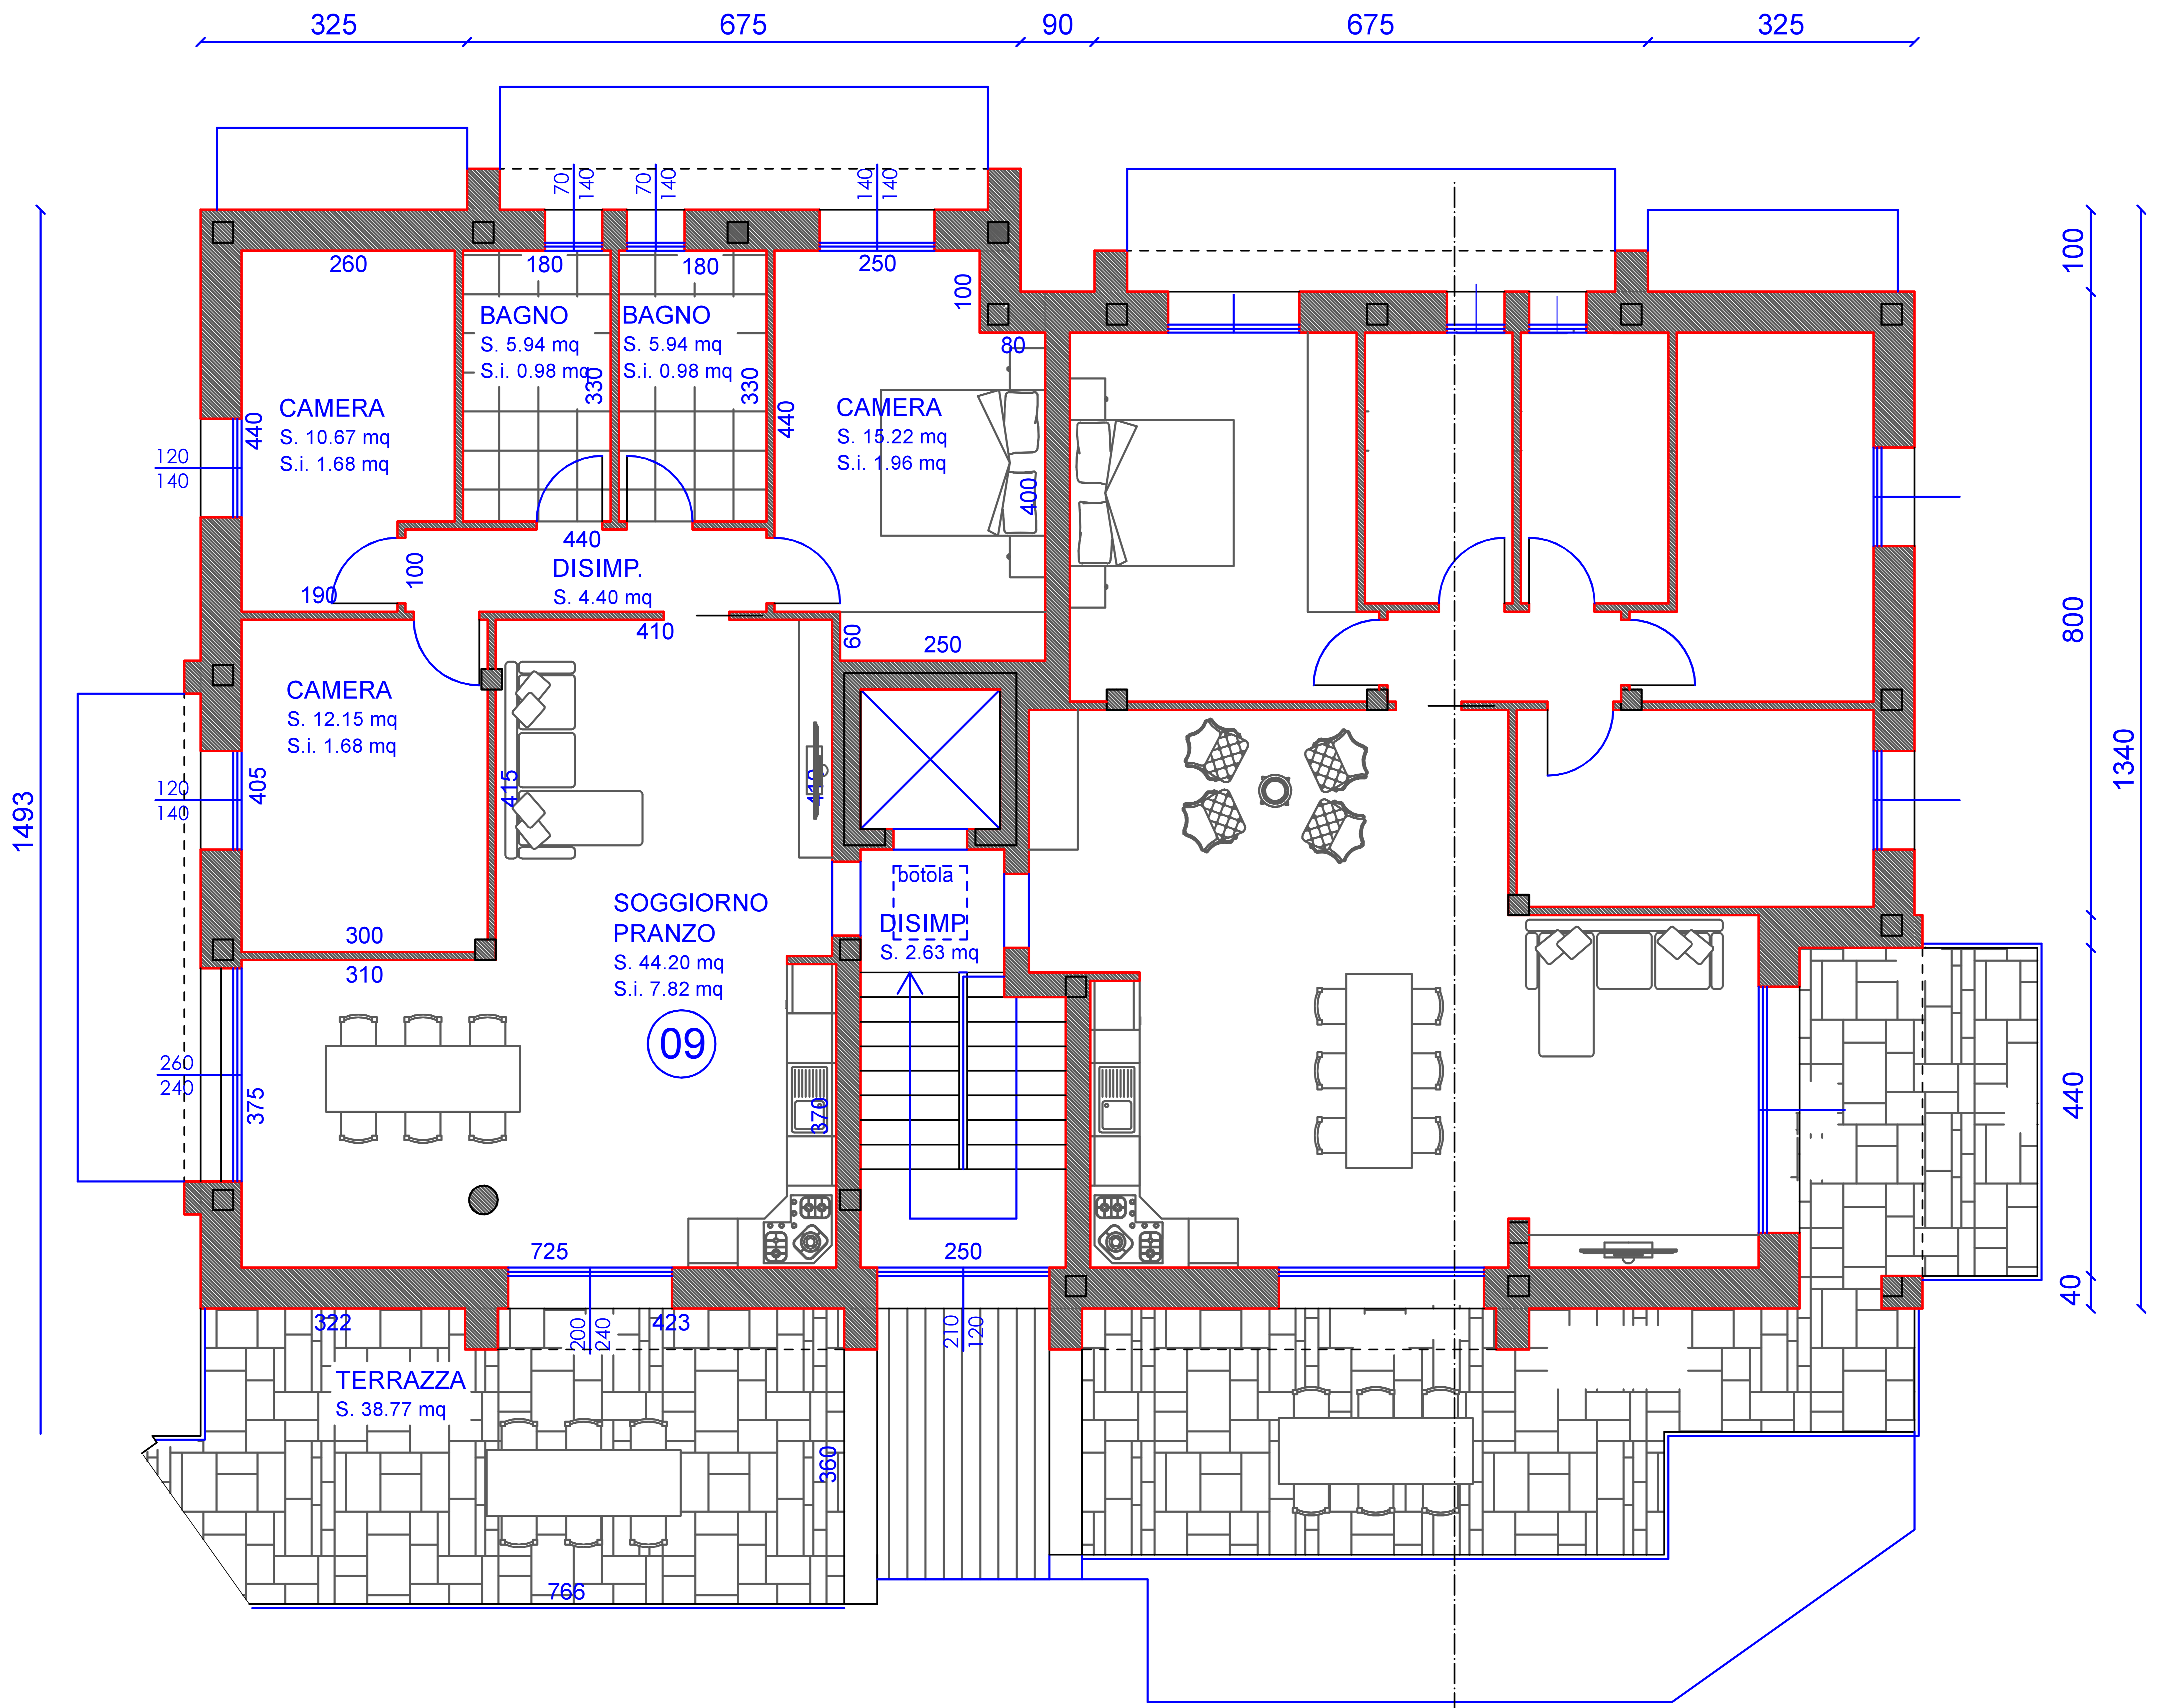 325
675
90
675
325
70
140
70
140
140
140
260
180
180
250
100
BAGNO
S. 5.94 mq
S.i. 0.98 mq
330
BAGNO
S. 5.94 mq
S.i. 0.98 mq
330
80
CAMERA
S. 10.67 mq
S.i. 1.68 mq
440
CAMERA
S. 15.22 mq
S.i. 1.96 mq
440
400
120
140
440
DISIMP.
S. 4.40 mq
100
190
410
60
250
CAMERA
S. 12.15 mq
S.i. 1.68 mq
120
140
405
415
410
botola
DISIMP
S. 2.63 mq
SOGGIORNO
PRANZO
S. 44.20 mq
S.i. 7.82 mq
09
300
310
260
240
375
370
725
250
322
423
200
240
210
120
TERRAZZA
S. 38.77 mq
360
766
1493
100
800
1340
440
40